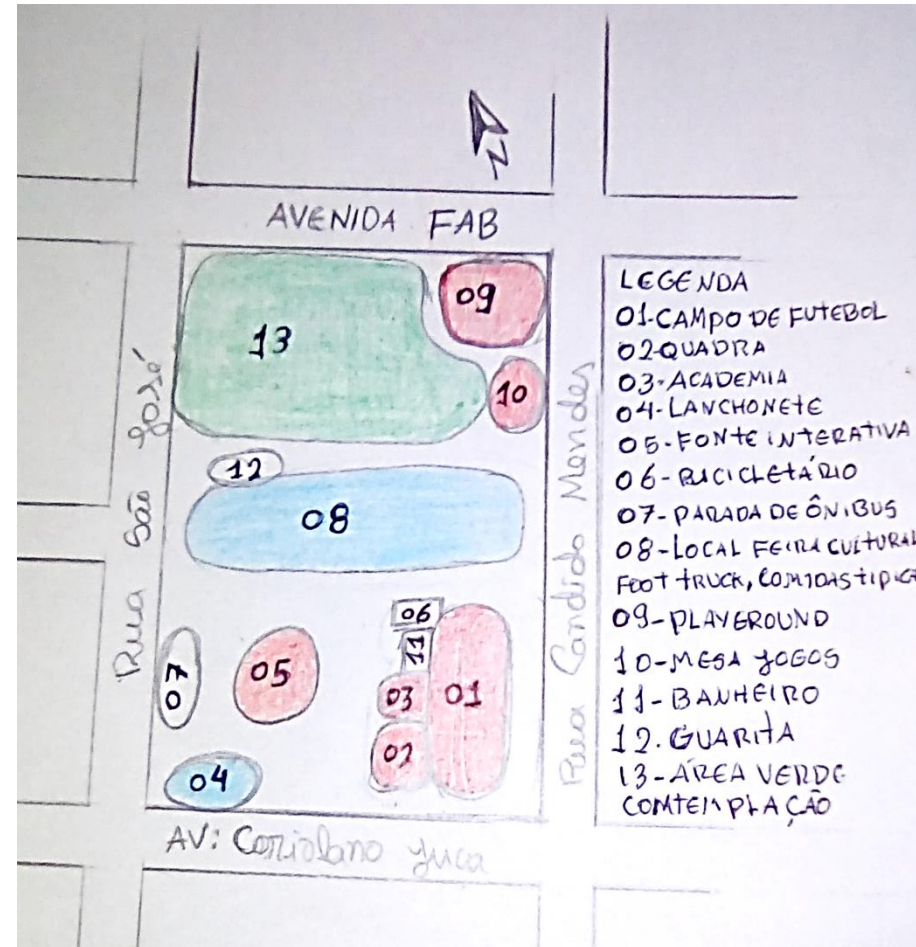 N
AVENIDA FAB
13
09
10
12
08
06
11
05
03
01
07
02
04
Rua São José
Rua Candido Mendes
AV: Coriolano Juca
LEGENDA
01-CAMPO DE FUTEBOL
02-QUADRA
03-ACADEMIA
04-LANCHONETE
05-FONTE INTERATIVA
06-BICICLETÁRIO
07-PARADA DE ÔNIBUS
08-LOCAL FEIRA CULTURAL
FOOT TRUCK, COMIDAS TIPICA
09-PLAYGROUND
10-MESA JOGOS
11-BANHEIRO
12.GUARITA
13-ÁREA VERDE
COMTEMPLAÇÃO